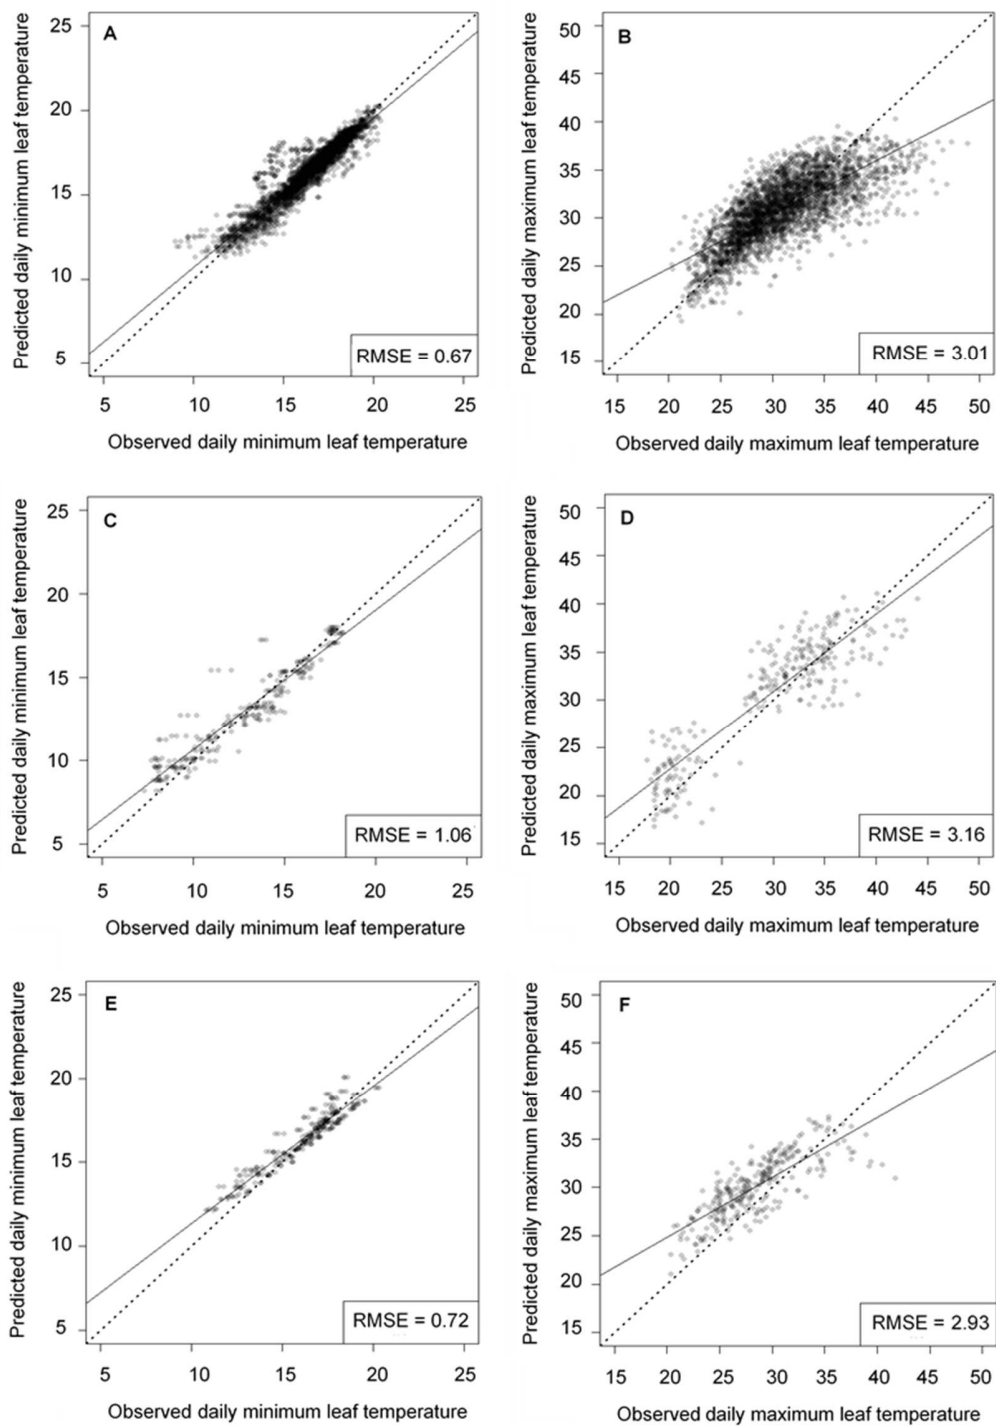 A
Predicted daily minimum leaf temperature
25
20
15
10
5
RMSE = 0.67
5 10 15 20 25
Observed daily minimum leaf temperature
B
Predicted daily maximum leaf temperature
50
45
40
35
30
25
20
15
RMSE = 3.01
15 20 25 30 35 40 45 50
Observed daily maximum leaf temperature
C
Predicted daily minimum leaf temperature
25
20
15
10
5
RMSE = 1.06
5 10 15 20 25
Observed daily minimum leaf temperature
D
Predicted daily maximum leaf temperature
50
45
40
35
30
25
20
15
RMSE = 3.16
15 20 25 30 35 40 45 50
Observed daily maximum leaf temperature
E
Predicted daily minimum leaf temperature
25
20
15
10
5
RMSE = 0.72
5 10 15 20 25
Observed daily minimum leaf temperature
F
Predicted daily maximum leaf temperature
50
45
40
35
30
25
20
15
RMSE = 2.93
15 20 25 30 35 40 45 50
Observed daily maximum leaf temperature